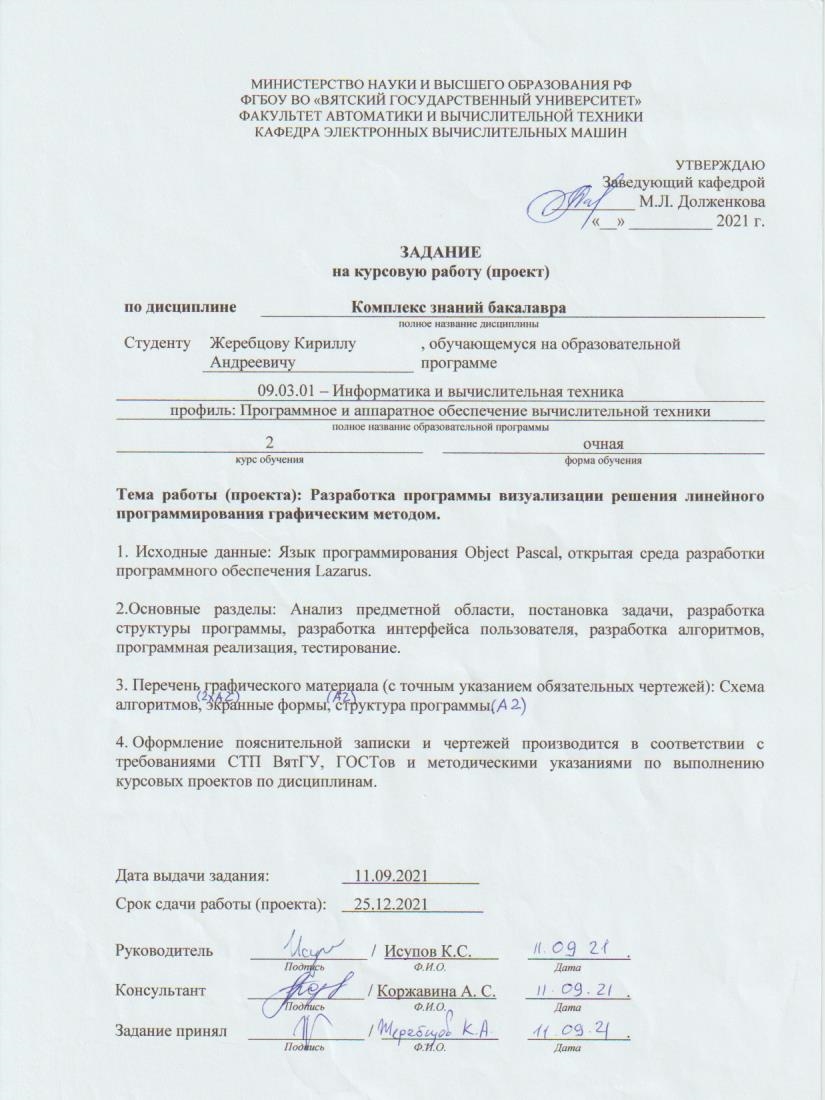 МИНИСТЕРСТВО НАУКИ И ВЫСШЕГО ОБРАЗОВАНИЯ РФ
ФГБОУ ВО «ВЯТСКИЙ ГОСУДАРСТВЕННЫЙ УНИВЕРСИТЕТ»
ФАКУЛЬТЕТ АВТОМАТИКИ И ВЫЧИСЛИТЕЛЬНОЙ ТЕХНИКИ
КАФЕДРА ЭЛЕКТРОННЫХ ВЫЧИСЛИТЕЛЬНЫХ МАШИН
УТВЕРЖДАЮ
Заведующий кафедрой
__________ М.Л. Долженкова
«__» __________ 2021 г.
ЗАДАНИЕ
на курсовую работу (проект)
по дисциплине Комплекс знаний бакалавра
полное название дисциплины
Студенту Жеребцову Кириллу , обучающемуся на образовательной
Андреевичу программе
09.03.01 – Информатика и вычислительная техника
профиль: Программное и аппаратное обеспечение вычислительной техники
полное название образовательной программы
2 очная
курс обучения форма обучения
Тема работы (проекта): Разработка программы визуализации решения линейного
программирования графическим методом.
1. Исходные данные: Язык программирования Object Pascal, открытая среда разработки
программного обеспечения Lazarus.
2.Основные разделы: Анализ предметной области, постановка задачи, разработка
структуры программы, разработка интерфейса пользователя, разработка алгоритмов,
программная реализация, тестирование.
3. Перечень графического материала (с точным указанием обязательных чертежей): Схема
(2xA2) (A2)
алгоритмов, экранные формы, структура программы(A2)
4. Оформление пояснительной записки и чертежей производится в соответствии с
требованиями СТП ВятГУ, ГОСТов и методическими указаниями по выполнению
курсовых проектов по дисциплинам.
Дата выдачи задания: 11.09.2021
Срок сдачи работы (проекта): 25.12.2021
Руководитель / Исупов К.С. 11.09 21 .
Подпись Ф.И.О. Дата
Консультант / Коржавина А. С. 11.09.21 .
Подпись Ф.И.О. Дата
Задание принял / Жеребцов К.А. 11.09.21 .
Подпись Ф.И.О. Дата